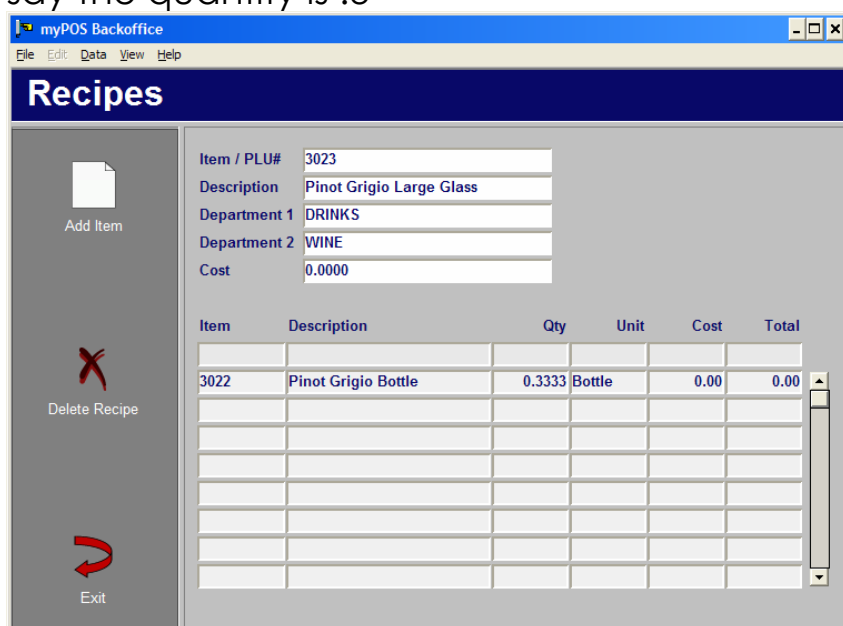 myPOS Backoffice
File Edit Data View Help
Recipes
Add Item
Delete Recipe
Exit
Item / PLU# 3023
Description Pinot Grigio Large Glass
Department 1 DRINKS
Department 2 WINE
Cost 0.0000
Item Description Qty Unit Cost Total
3022 Pinot Grigio Bottle 0.3333 Bottle 0.00 0.00